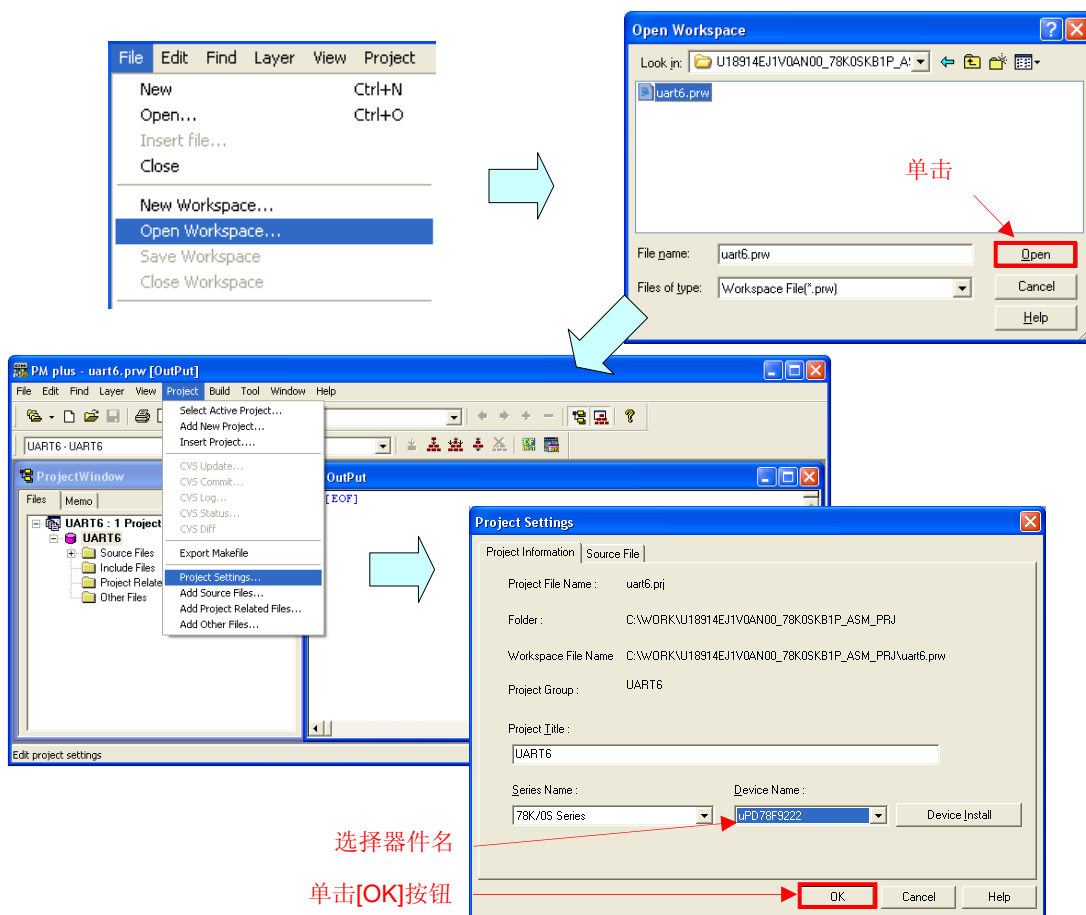 File Edit Find Layer View Project
New Ctrl+N
Open... Ctrl+O
Insert file...
Close
New Workspace...
Open Workspace...
Save Workspace
Close Workspace
Open Workspace
Look in: U18914EJ1V0AN00_78K0SKB1P_A
uart6.prw
单击
File name: uart6.prw Open
Files of type: Workspace File(*.prw) Cancel
Help
PM plus - uart6.prw [OutPut]
File Edit Find Layer View Project Build Tool Window Help
UART6 - UART6
Select Active Project...
Add New Project...
Insert Project....
CVS Update...
CVS Commit...
CVS Log...
CVS Status...
CVS Diff
Export Makefile
Project Settings...
Add Source Files...
Add Project Related Files...
Add Other Files...
ProjectWindow
Files Memo
UART6 : 1 Project
UART6
Source Files
Include Files
Project Relate
Other Files
OutPut
[EOF]
Edit project settings
Project Settings
Project Information Source File
Project File Name : uart6.prj
Folder : C:\WORK\U18914EJ1V0AN00_78K0SKB1P_ASM_PRJ
Workspace File Name C:\WORK\U18914EJ1V0AN00_78K0SKB1P_ASM_PRJ\uart6.prw
Project Group : UART6
Project Title :
UART6
Series Name : Device Name :
78K/0S Series uPD78F9222 Device Install
选择器件名
单击[OK]按钮
OK Cancel Help